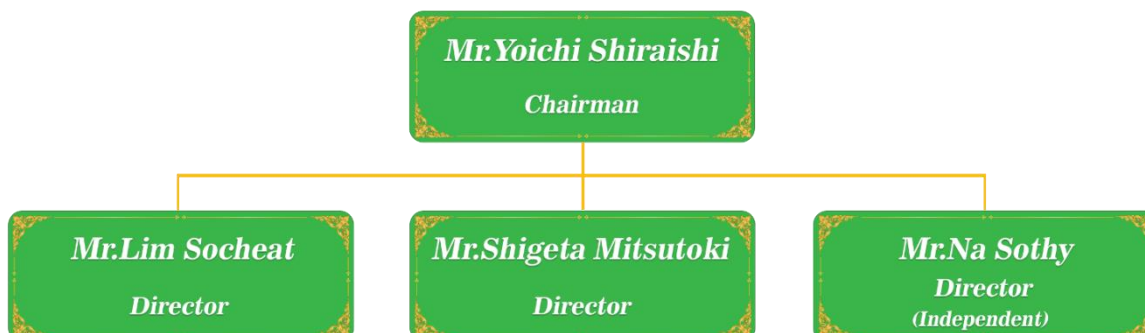 Mr.Yoichi Shiraishi
Chairman
Mr.Lim Socheat
Director
Mr.Shigeta Mitsutoki
Director
Mr.Na Sothy
Director
(Independent)